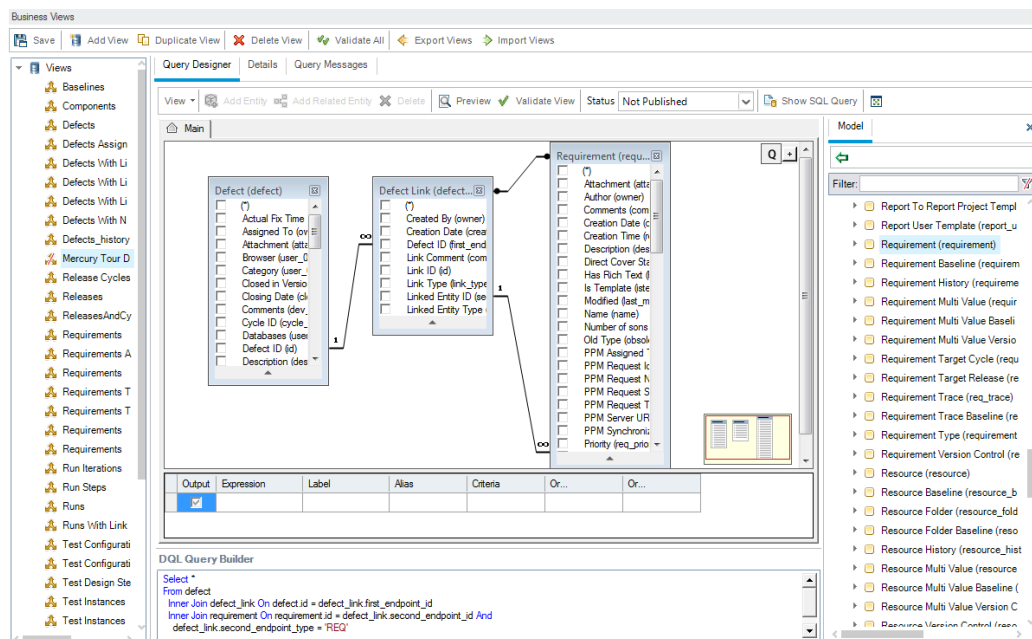 Business Views
Save Add View Duplicate View Delete View Validate All Export Views Import Views
Views
Baselines
Components
Defects
Defects Assign
Defects With Li
Defects With Li
Defects With Li
Defects With N
Defects_history
Mercury Tour D
Release Cycles
Releases
ReleasesAndCy
Requirements
Requirements A
Requirements
Requirements T
Requirements T
Requirements
Requirements
Run Iterations
Run Steps
Runs
Runs With Link
Test Configurati
Test Configurati
Test Design Ste
Test Instances
Test Instances
Query Designer Details Query Messages
View Add Entity Add Related Entity Delete Preview Validate View Status Not Published Show SQL Query
Main
Q +
Defect (defect)
(*)
Actual Fix Time
Assigned To (ov
Attachment (atta
Browser (user_0
Category (user_
Closed in Versio
Closing Date (cl
Comments (dev_
Cycle ID (cycle_
Databases (user
Defect ID (id)
Description (des
1
∞
Defect Link (defect...
(*)
Created By (owner)
Creation Date (crea
Defect ID (first_end
Link Comment (com
Link ID (id)
Link Type (link_type
Linked Entity ID (se
Linked Entity Type
1
∞
Requirement (requ...
(*)
Attachment (atta
Author (owner)
Comments (com
Creation Date (c
Creation Time (r
Description (des
Direct Cover Sta
Has Rich Text (
Is Template (iste
Modified (last_m
Name (name)
Number of sons
Old Type (obsol
PPM Assigned
PPM Request Ic
PPM Request N
PPM Request S
PPM Request T
PPM Server UR
PPM Synchroni
Priority (req_prio
Output Expression Label Alias Criteria Or... Or...
DQL Query Builder
Select *
From defect
Inner Join defect_link On defect.id = defect_link.first_endpoint_id
Inner Join requirement On requirement.id = defect_link.second_endpoint_id And
defect_link.second_endpoint_type = 'REQ'
Model
Filter:
Report To Report Project Templ
Report User Template (report_u
Requirement (requirement)
Requirement Baseline (requirem
Requirement History (requireme
Requirement Multi Value (requir
Requirement Multi Value Baseli
Requirement Multi Value Versio
Requirement Target Cycle (requ
Requirement Target Release (re
Requirement Trace (req_trace)
Requirement Trace Baseline (re
Requirement Type (requirement
Requirement Version Control (re
Resource (resource)
Resource Baseline (resource_b
Resource Folder (resource_fold
Resource Folder Baseline (reso
Resource History (resource_hist
Resource Multi Value (resource
Resource Multi Value Baseline (
Resource Multi Value Version C
Resource Version Control (reso